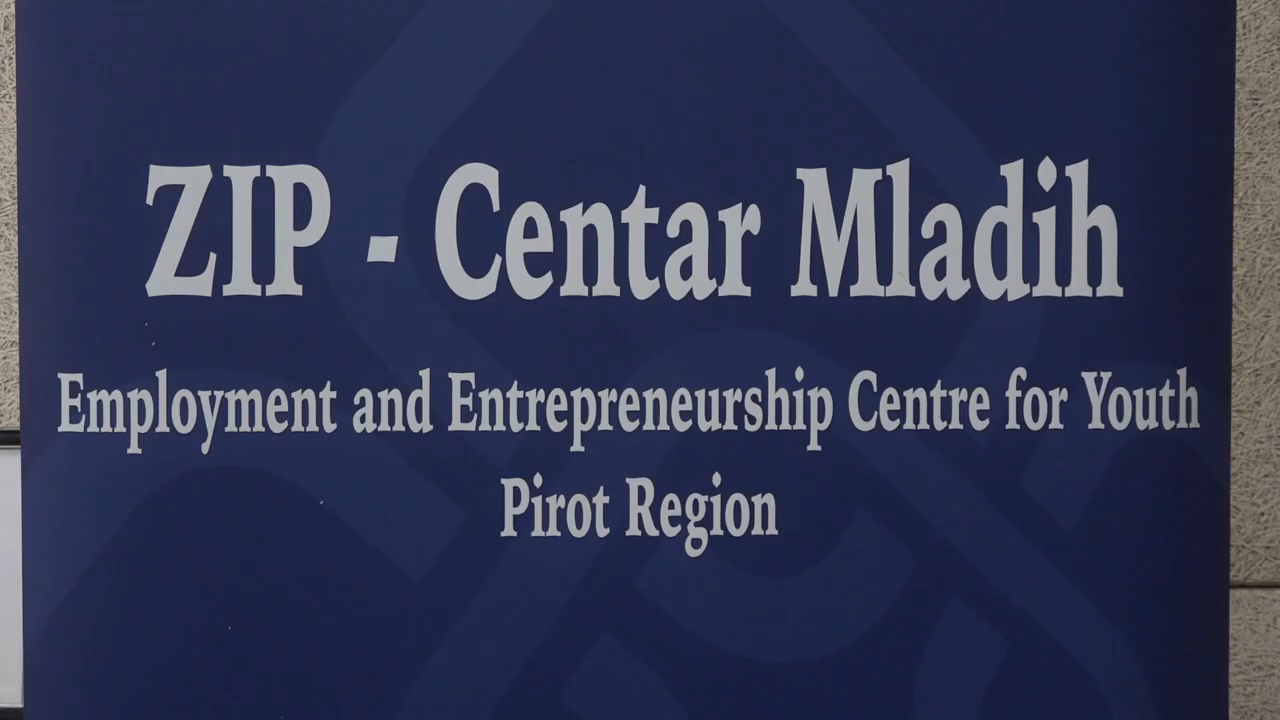 ZIP - Centar Mladih
Employment and Entrepreneurship Centre for Youth
Pirot Region